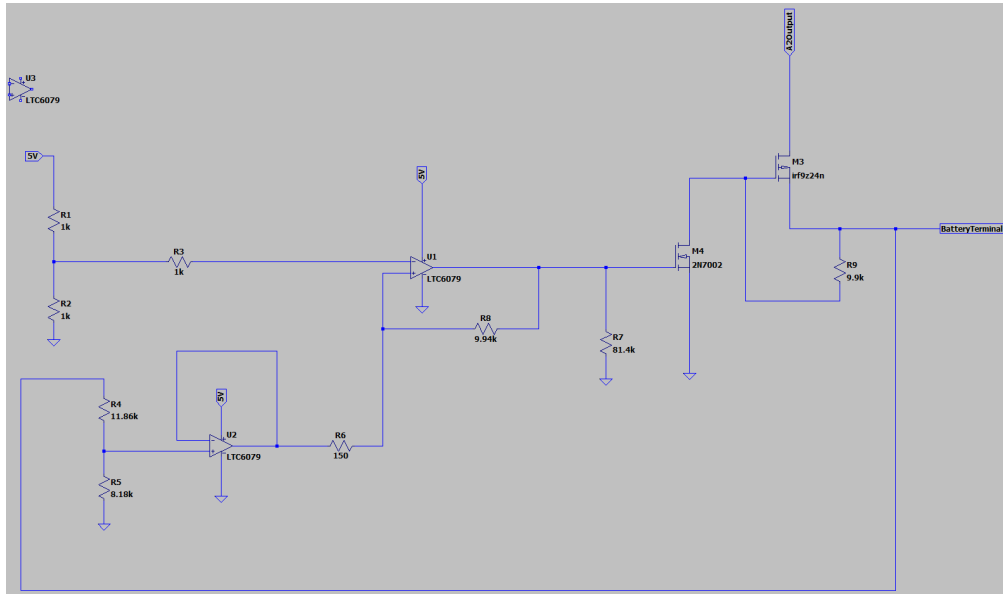 A2Output
U3
LTC6079
5V
5V
M3
irf9z24n
R1
1k
R3
1k
BatteryTerminal
M4
2N7002
U1
LTC6079
R9
9.9k
R2
1k
R8
9.94k
R7
81.4k
5V
R4
11.86k
U2
LTC6079
R6
150
R5
8.18k